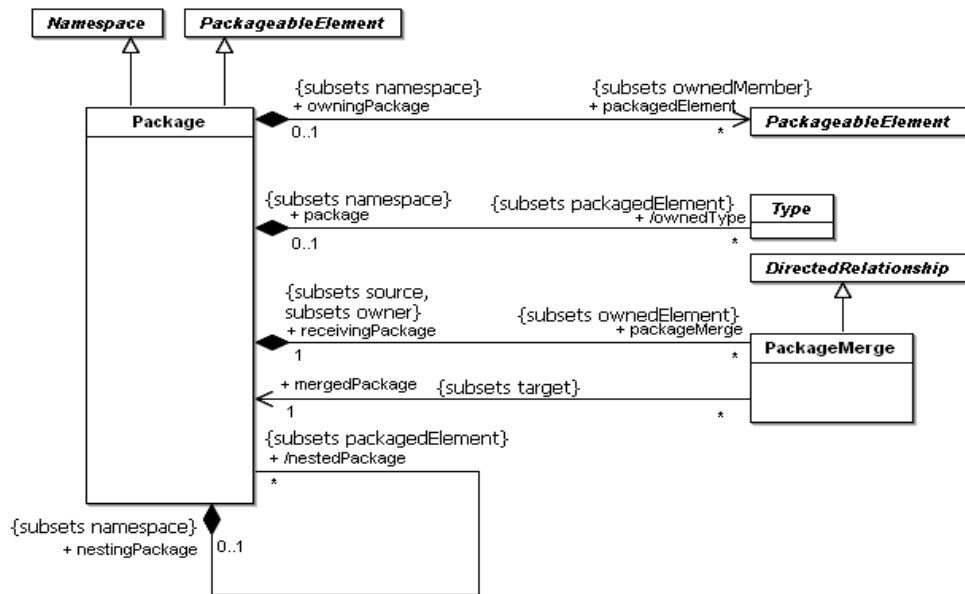 Namespace
PackageableElement
Package
{subsets namespace}
+ owningPackage
0..1
{subsets ownedMember}
+ packagedElement
*
PackageableElement
{subsets namespace}
+ package
0..1
{subsets packagedElement}
+ /ownedType
*
Type
DirectedRelationship
{subsets source,
subsets owner}
+ receivingPackage
1
{subsets ownedElement}
+ packageMerge
*
PackageMerge
+ mergedPackage
{subsets target}
1
*
{subsets packagedElement}
+ /nestedPackage
*
{subsets namespace}
+ nestingPackage
0..1